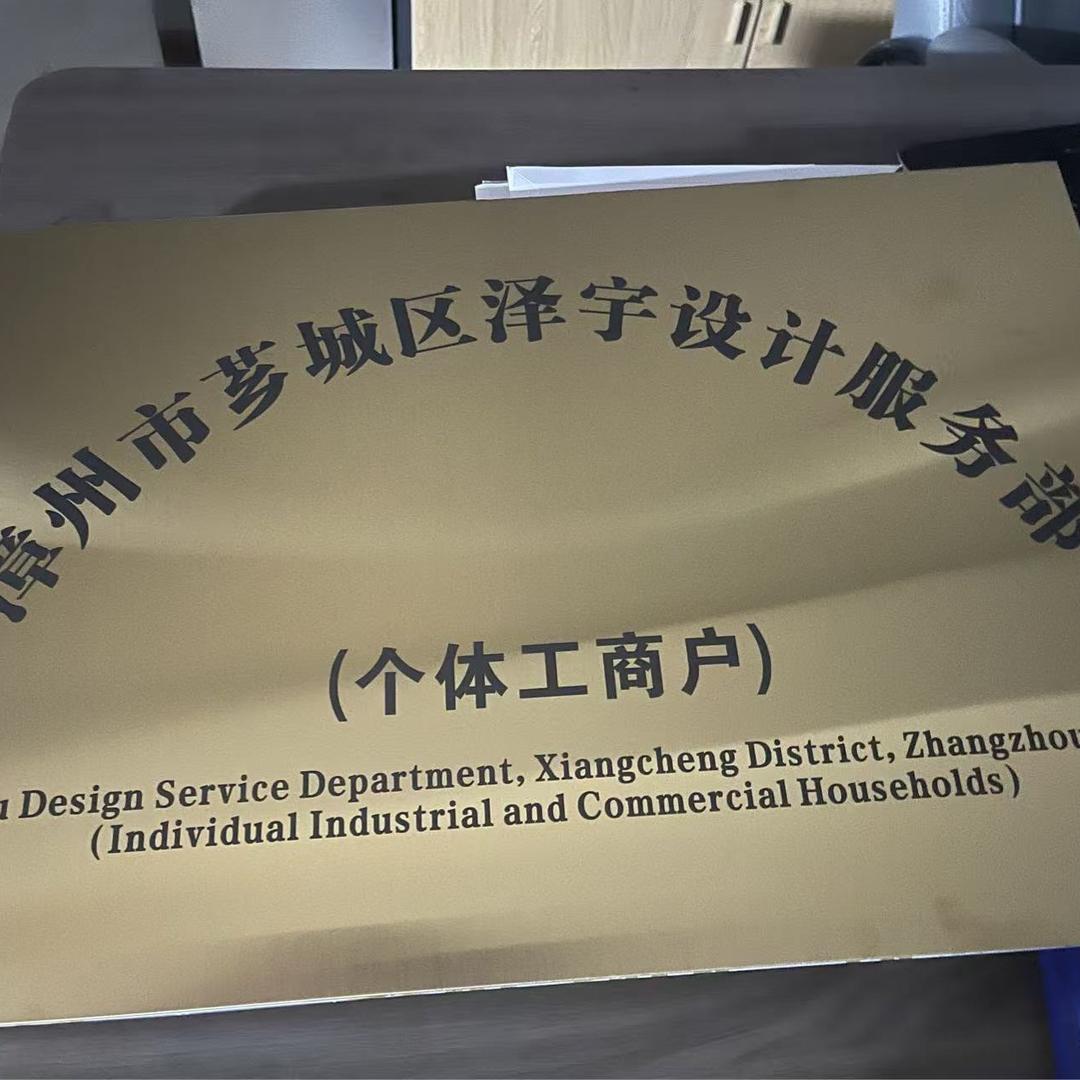 漳州市芗城区泽宇设计服务部
(个体工商户)
Design Service Department, Xiangcheng District, Zhangzhou
(Individual Industrial and Commercial Households)